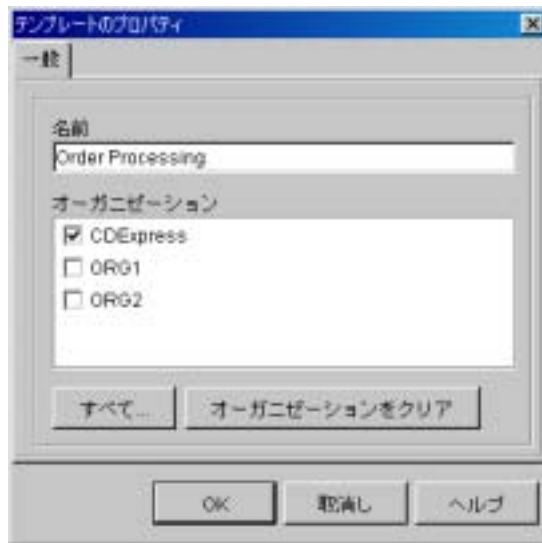 テンプレートのプロパティ
一般
名前
Order Processing
オーガニゼーション
CDExpress
ORG1
ORG2
すべて...
オーガニゼーションをクリア
OK 取消し ヘルプ